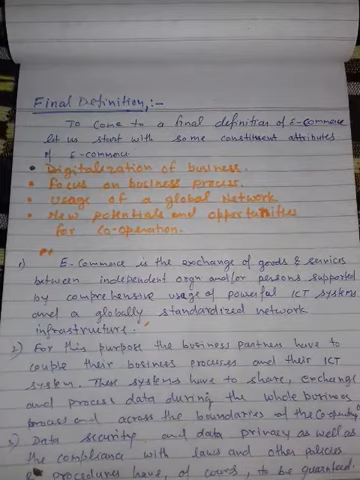 Final Definition,:-
To come to a final definition of E-Commerce
let us start with some constituent attributes
of E-commerce.
• Digitalization of business.
• Focus on business process.
• Usage of a global Network
• New potentials and opportunities
for Co-operation.
"
1) E-Commerce is the exchange of goods & services
between independent orgn and/or persons supported
by comprehensive usage of powerful ICT systems
and a globally standardized network
infrastructure."
2) For this purpose the business partners have to
couple their business processes and their ICT
system. These systems have to share, exchange
and process data during the whole business
process and across the boundaries of the
3) Data security and data privacy as well as
the compliance with laws and other policies
& procedures have, of course, to be guaranteed.